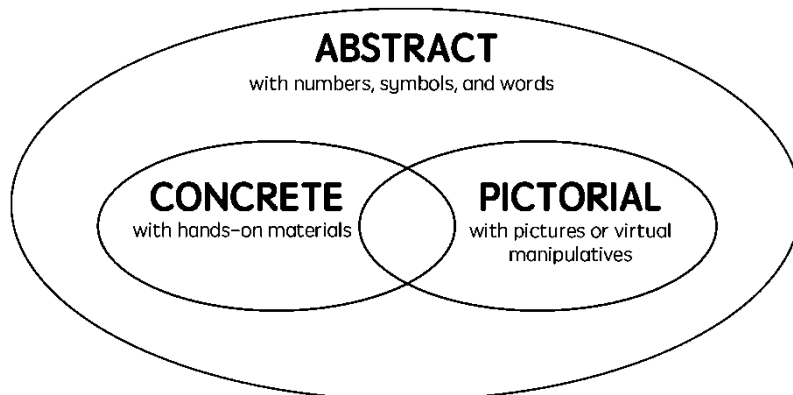 ABSTRACT
with numbers, symbols, and words
CONCRETE
with hands-on materials
PICTORIAL
with pictures or virtual
manipulatives